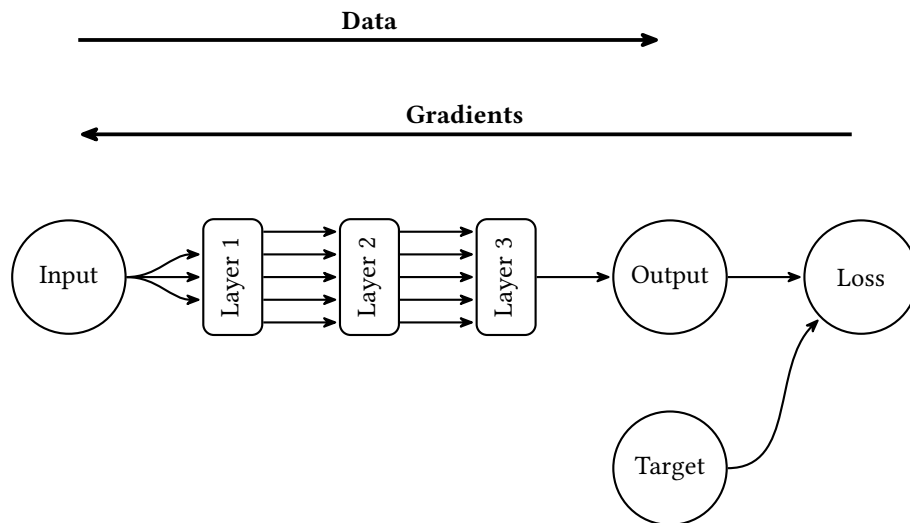 Data
Gradients
Input
Layer 1
Layer 2
Layer 3
Output
Loss
Target